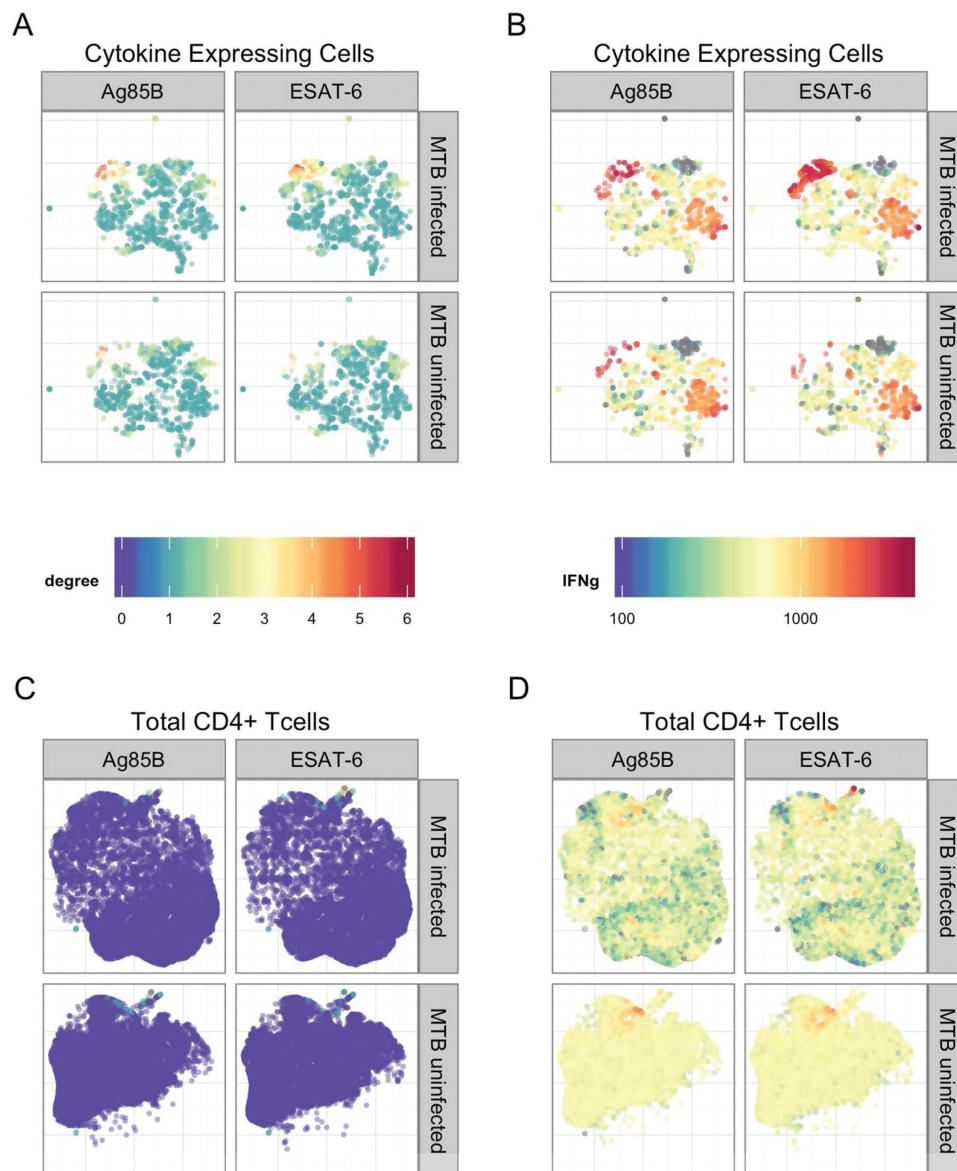 A
Cytokine Expressing Cells
Ag85B
ESAT-6
MTB infected
MTB uninfected
degree
0 1 2 3 4 5 6
B
Cytokine Expressing Cells
Ag85B
ESAT-6
MTB infected
MTB uninfected
IFNg
100 1000
C
Total CD4+ Tcells
Ag85B
ESAT-6
MTB infected
MTB uninfected
D
Total CD4+ Tcells
Ag85B
ESAT-6
MTB infected
MTB uninfected